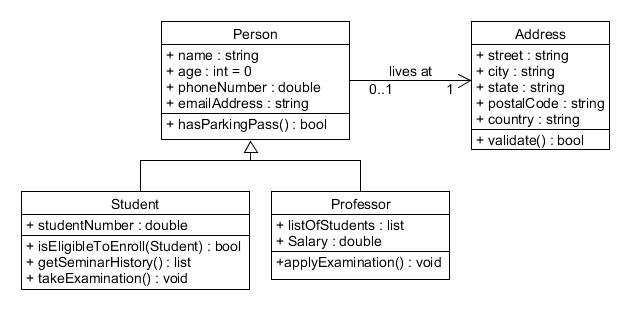 Person
+ name : string
+ age : int = 0
+ phoneNumber : double
+ emailAddress : string
+ hasParkingPass() : bool
lives at
0..1
1
Address
+ street : string
+ city : string
+ state : string
+ postalCode : string
+ country : string
+ validate() : bool
Student
+ studentNumber : double
+ isEligibleToEnroll(Student) : bool
+ getSeminarHistory() : list
+ takeExamination() : void
Professor
+ listOfStudents : list
+ Salary : double
+applyExamination() : void